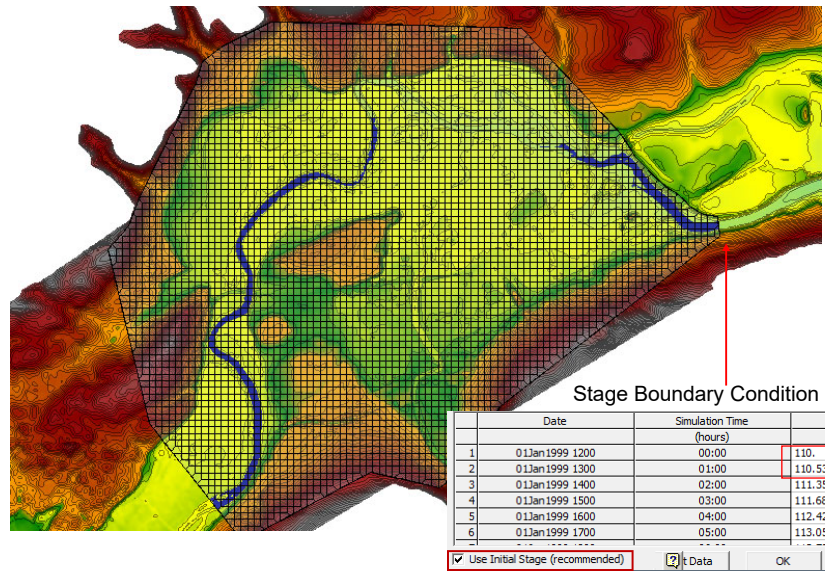 Stage Boundary Condition
Date Simulation Time
(hours)
1 01Jan1999 1200 00:00 110.
2 01Jan1999 1300 01:00 110.53
3 01Jan1999 1400 02:00 111.35
4 01Jan1999 1500 03:00 111.68
5 01Jan1999 1600 04:00 112.42
6 01Jan1999 1700 05:00 113.05
Use Initial Stage (recommended) ? t Data OK